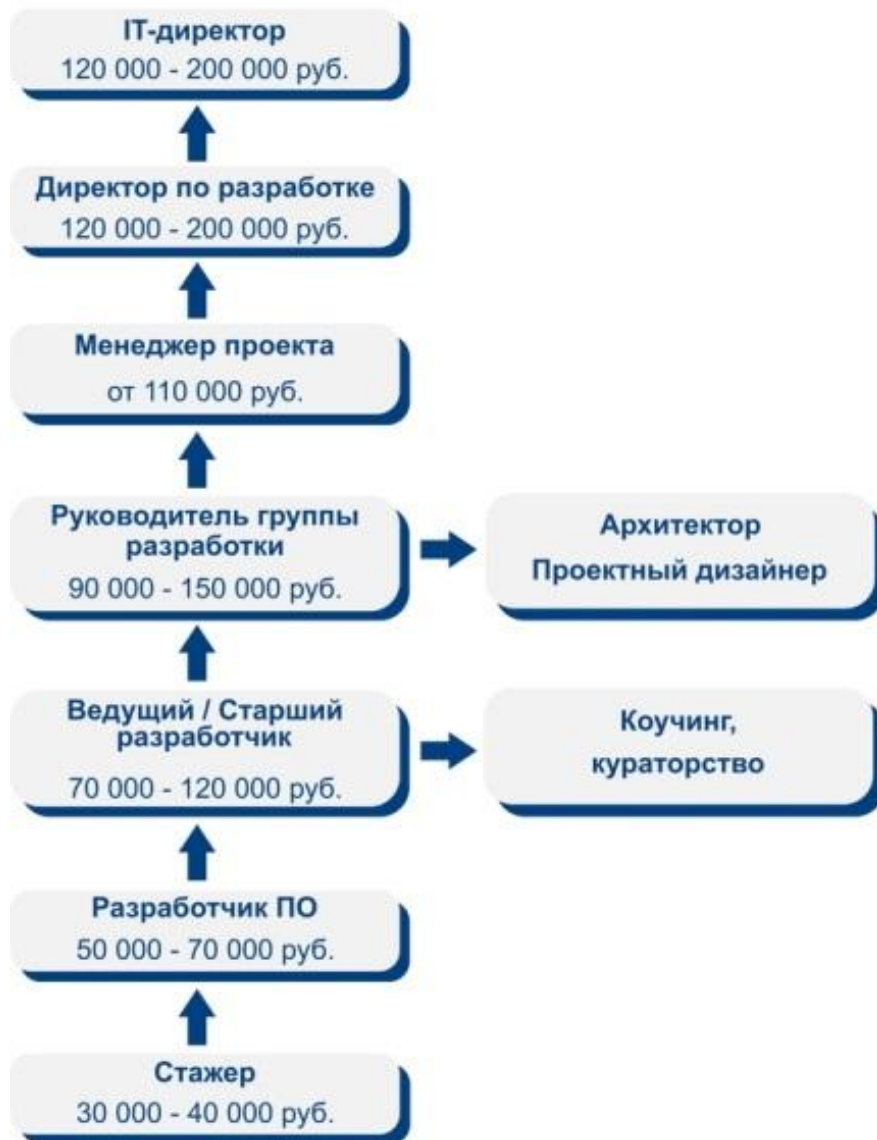 IT-директор
120 000 - 200 000 руб.
Директор по разработке
120 000 - 200 000 руб.
Менеджер проекта
от 110 000 руб.
Руководитель группы
разработки
90 000 - 150 000 руб.
Архитектор
Проектный дизайнер
Ведущий / Старший
разработчик
70 000 - 120 000 руб.
Коучинг,
кураторство
Разработчик ПО
50 000 - 70 000 руб.
Стажер
30 000 - 40 000 руб.